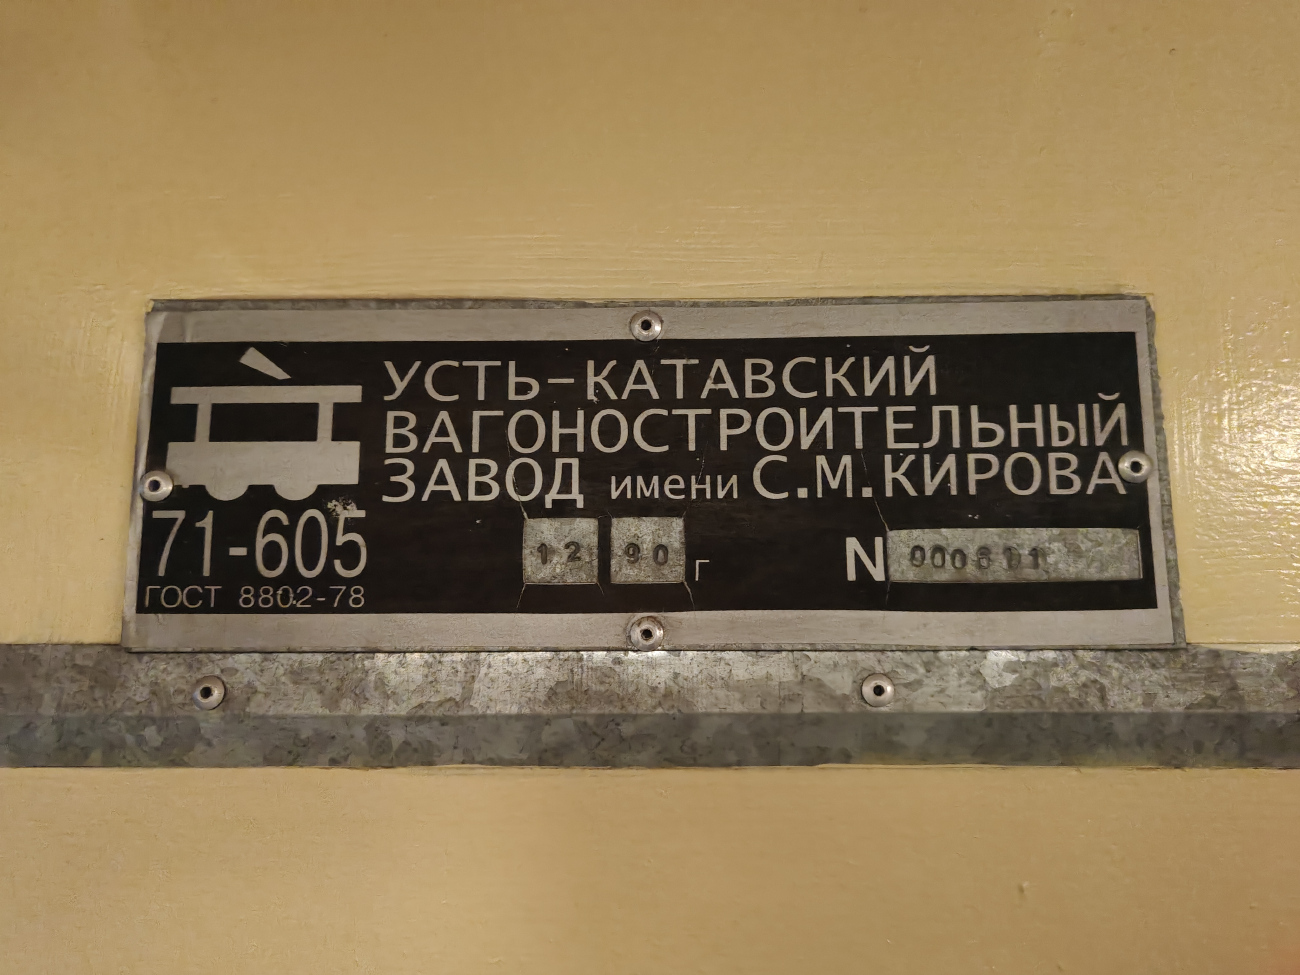 УСТЬ-КАТАВСКИЙ
ВАГОНОСТРОИТЕЛЬНЫЙ
ЗАВОД имени С.М.КИРОВА
71-605
12 90 г
N
ГОСТ 8802-78